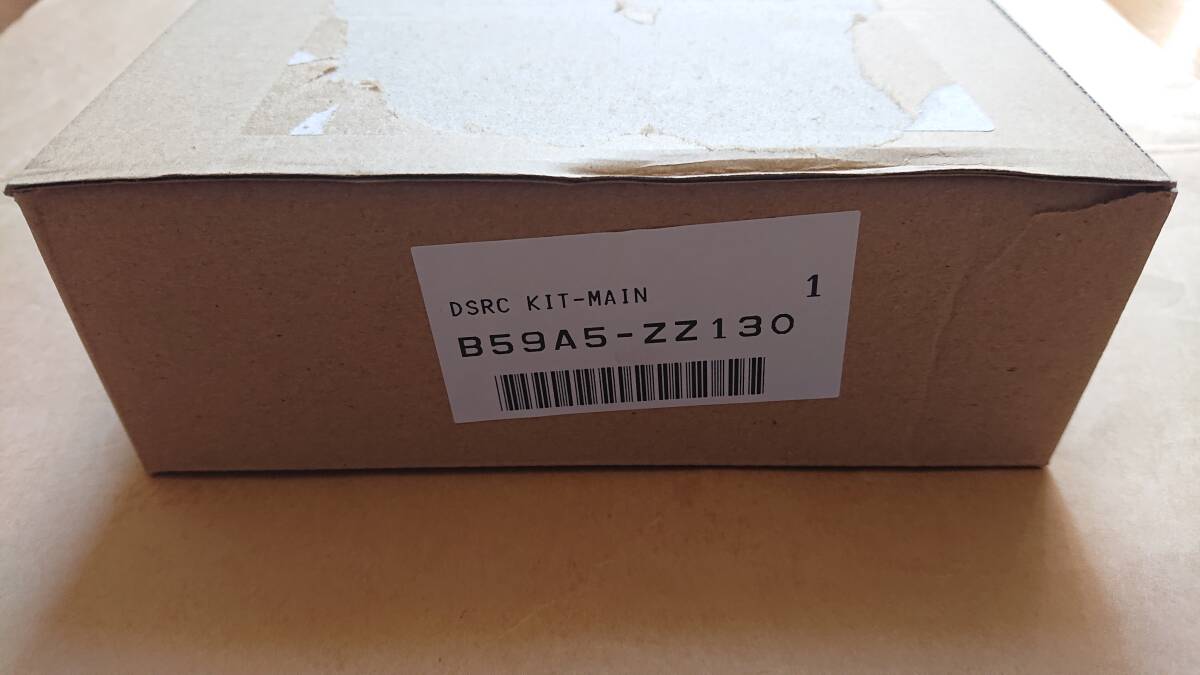 DSRC KIT-MAIN 1
B59A5-ZZ130